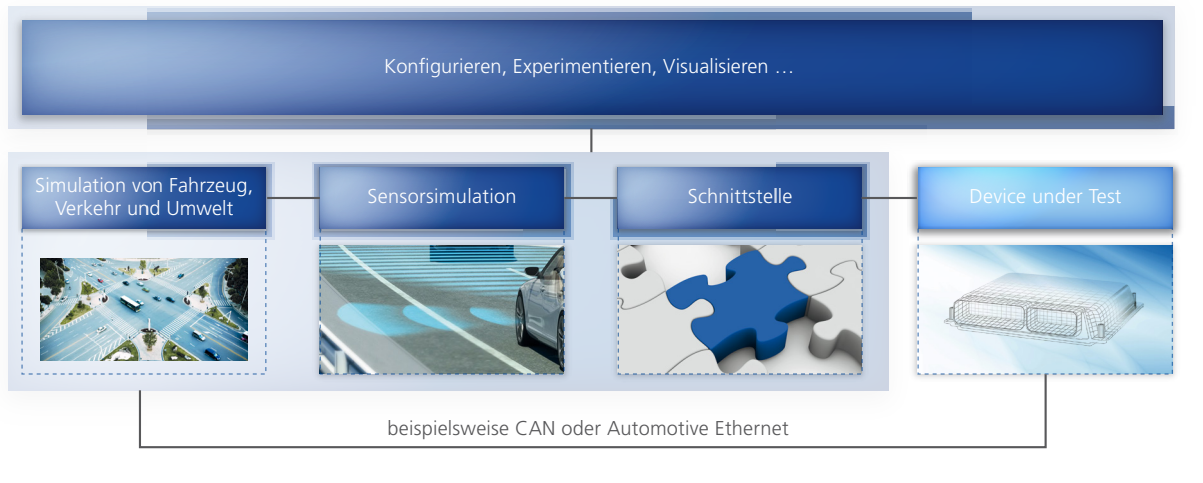 Konfigurieren, Experimentieren, Visualisieren …
Simulation von Fahrzeug,
Verkehr und Umwelt
Sensorsimulation
Schnittstelle
Device under Test
beispielsweise CAN oder Automotive Ethernet